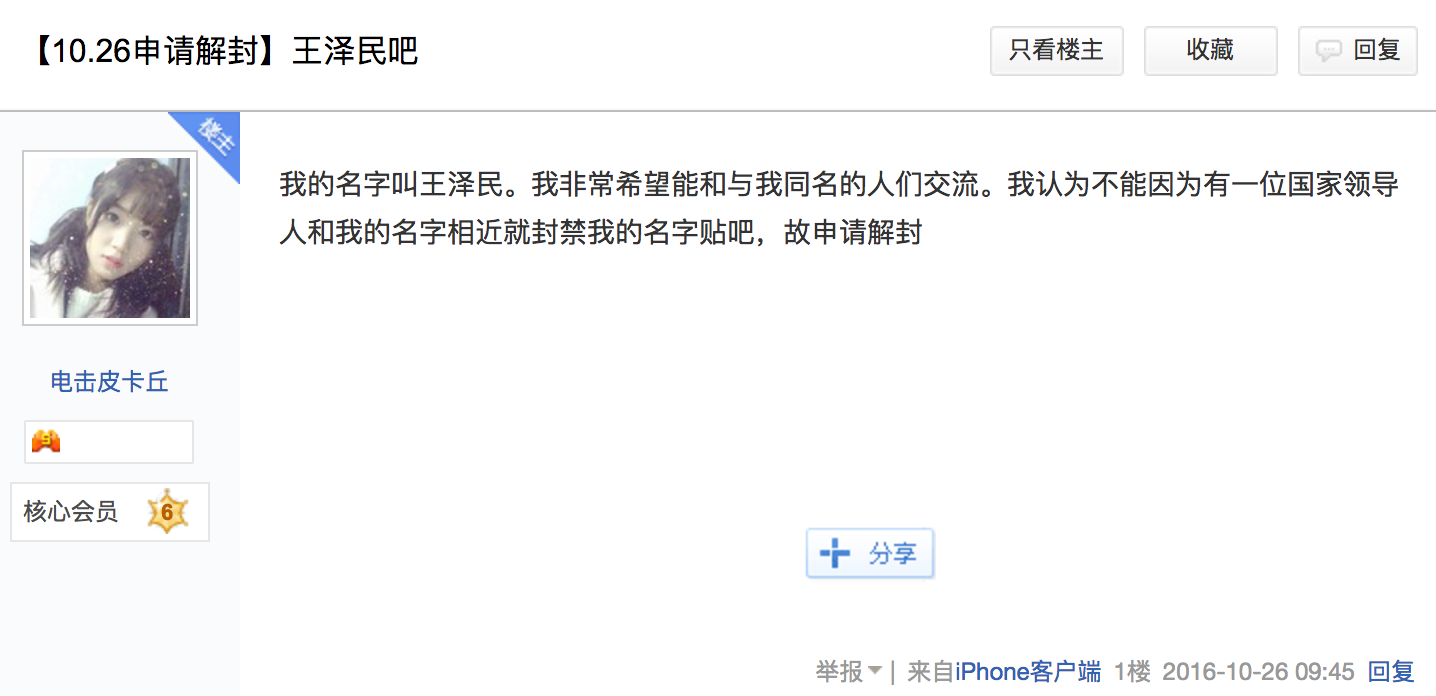 【10.26申请解封】王泽民吧
只看楼主
收藏
回复
楼主
我的名字叫王泽民。我非常希望能和与我同名的人们交流。我认为不能因为有一位国家领导
人和我的名字相近就封禁我的名字贴吧，故申请解封
电击皮卡丘
9
核心会员 6
分享
举报 | 来自iPhone客户端 1楼 2016-10-26 09:45 回复